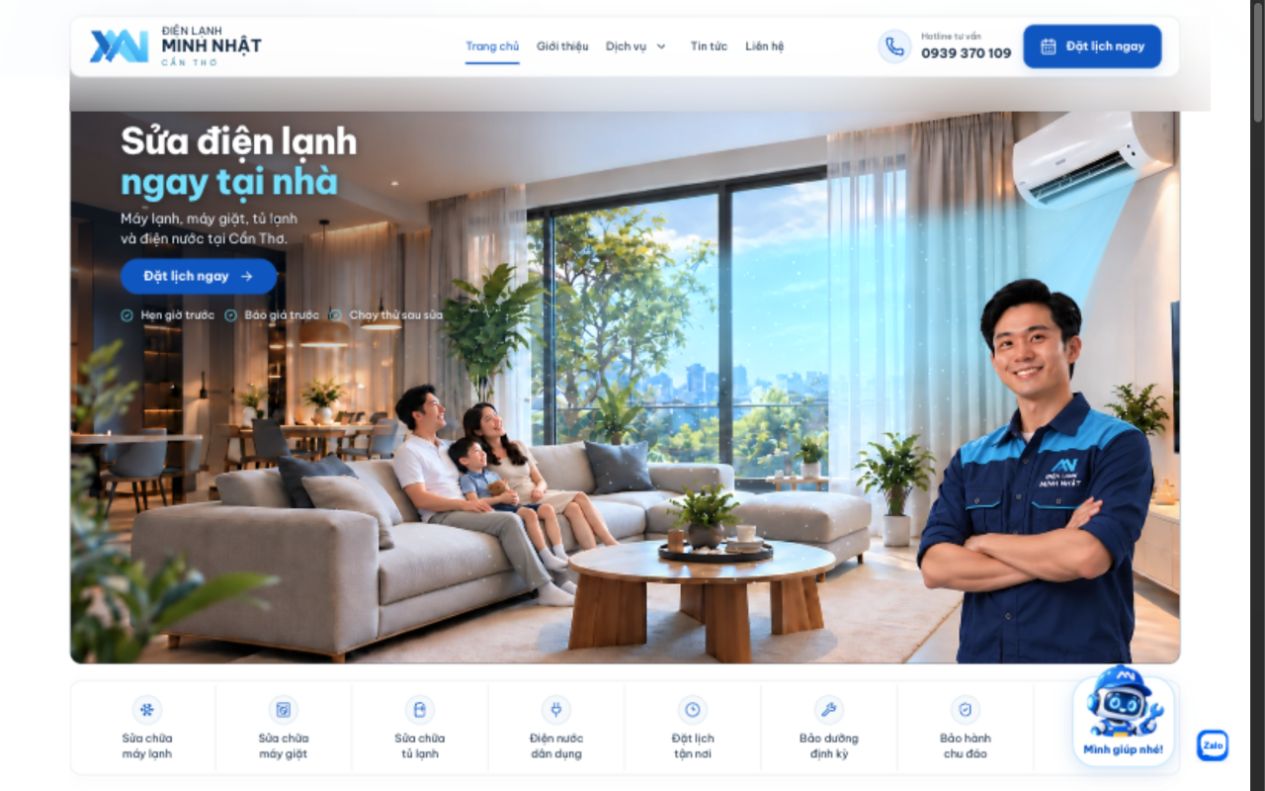 ĐIỆN LẠNH
MINH NHẬT
CẦN THƠ
Trang chủ
Giới thiệu
Dịch vụ
Tin tức
Liên hệ
Hotline tư vấn
0939 370 109
Đặt lịch ngay
Sửa điện lạnh
ngay tại nhà
Máy lạnh, máy giặt, tủ lạnh
và điện nước tại Cần Thơ.
Đặt lịch ngay
Hẹn giờ trước
Báo giá trước
Chạy thử sau sửa
ĐIỆN LẠNH
MINH NHẬT
Sửa chữa
máy lạnh
Sửa chữa
máy giặt
Sửa chữa
tủ lạnh
Điện nước
dân dụng
Đặt lịch
tận nơi
Bảo dưỡng
định kỳ
Bảo hành
chu đáo
Mình giúp nhé!
Zalo